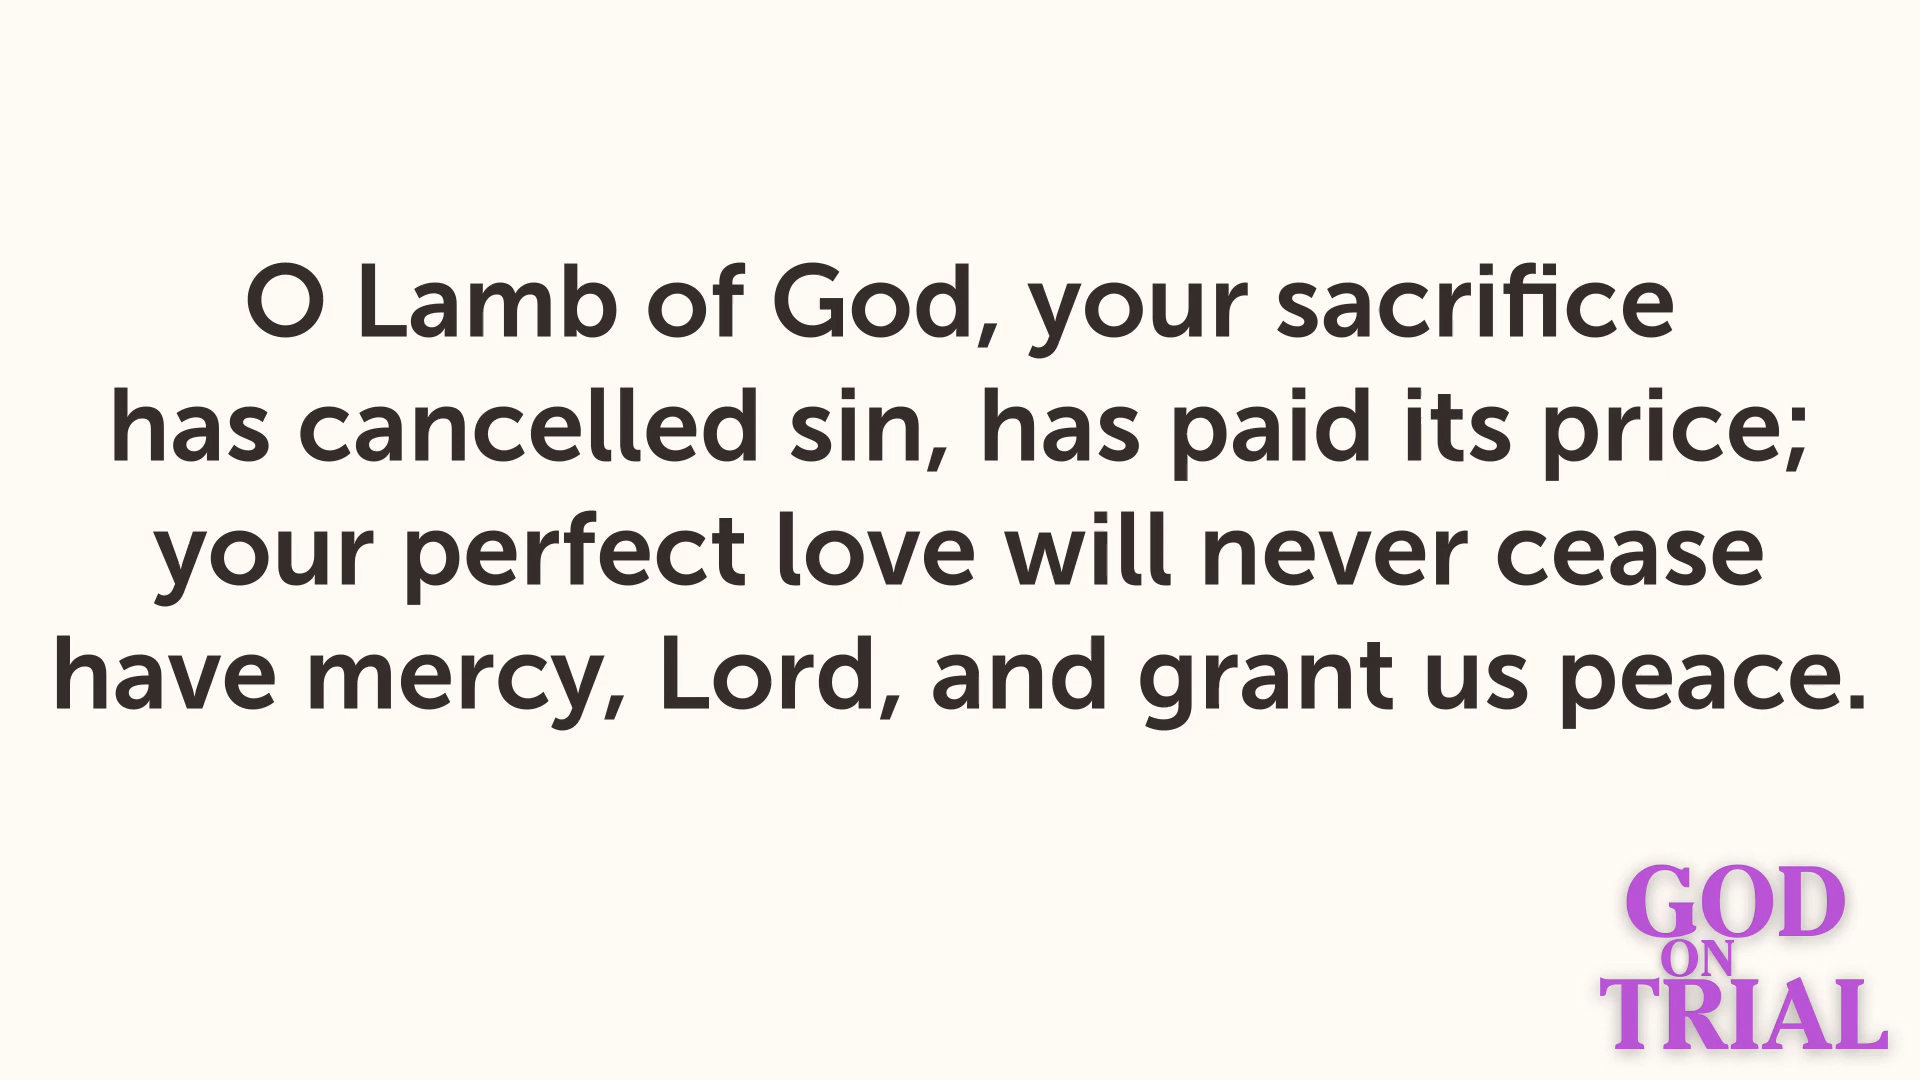 O Lamb of God, your sacrifice
has cancelled sin, has paid its price;
your perfect love will never cease
have mercy, Lord, and grant us peace.
GOD
ON
TRIAL